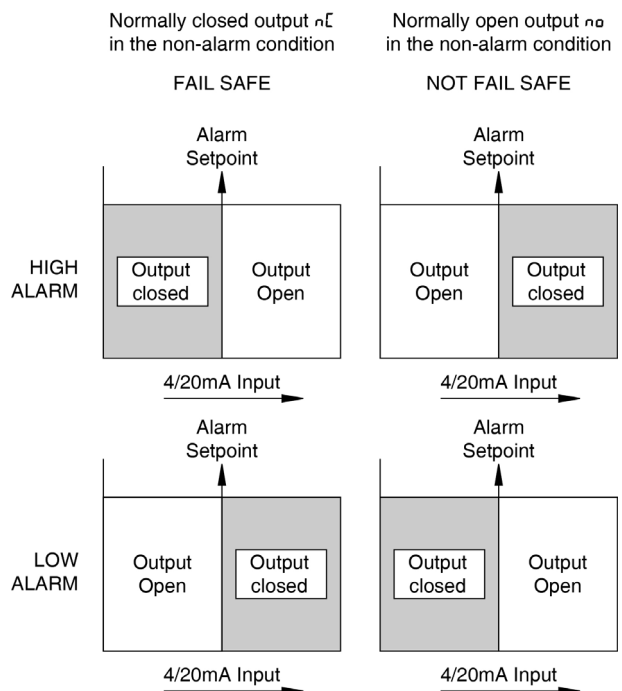 Normally closed output nC
in the non-alarm condition
FAIL SAFE
Normally open output no
in the non-alarm condition
NOT FAIL SAFE
HIGH
ALARM
Alarm
Setpoint
Output
closed
Output
Open
4/20mA Input
Alarm
Setpoint
Output
Open
Output
closed
4/20mA Input
LOW
ALARM
Alarm
Setpoint
Output
Open
Output
closed
4/20mA Input
Alarm
Setpoint
Output
closed
Output
Open
4/20mA Input